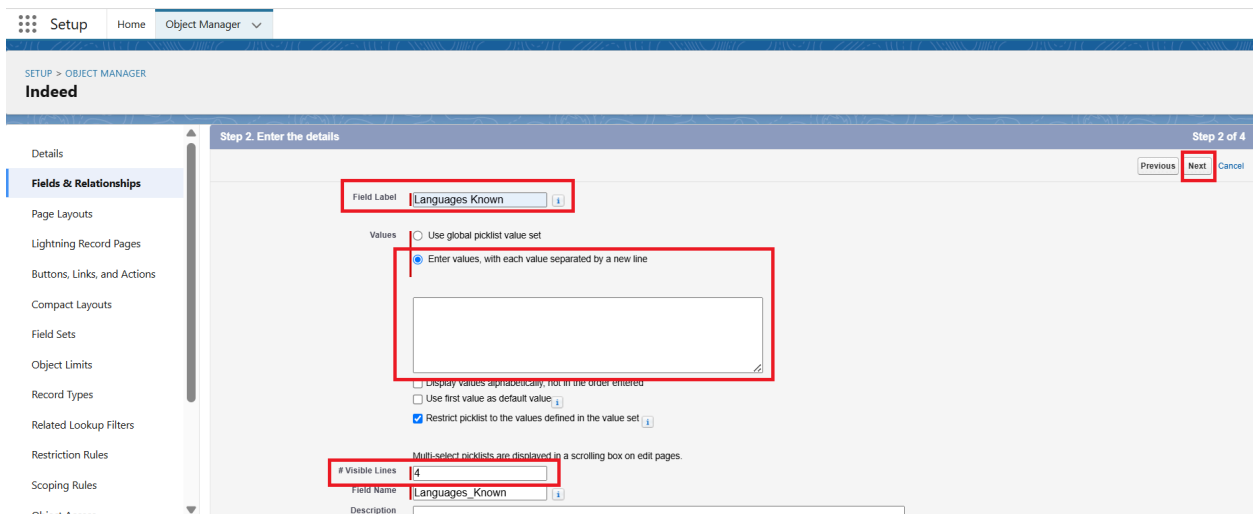 Setup Home Object Manager
SETUP > OBJECT MANAGER
Indeed
Step 2. Enter the details Step 2 of 4
Previous Next Cancel
Details
Fields & Relationships
Page Layouts
Lightning Record Pages
Buttons, Links, and Actions
Compact Layouts
Field Sets
Object Limits
Record Types
Related Lookup Filters
Restriction Rules
Scoping Rules
Object Access
Field Label Languages Known i
Values Use global picklist value set
Enter values, with each value separated by a new line
Display values alphabetically, not in the order entered
Use first value as default value i
Restrict picklist to the values defined in the value set i
Multi-select picklists are displayed in a scrolling box on edit pages.
# Visible Lines 4
Field Name Languages_Known i
Description